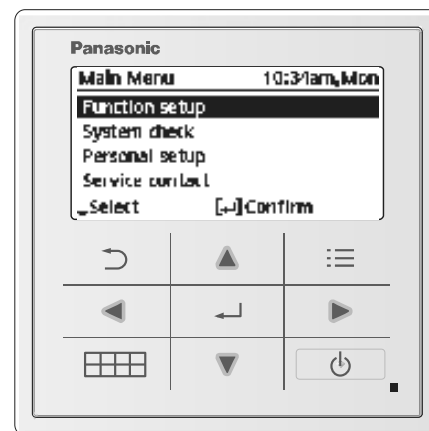 Panasonic
Main Menu 10:34am,Mon
Function setup
System check
Personal setup
Service contact
Select [↵]Confirm